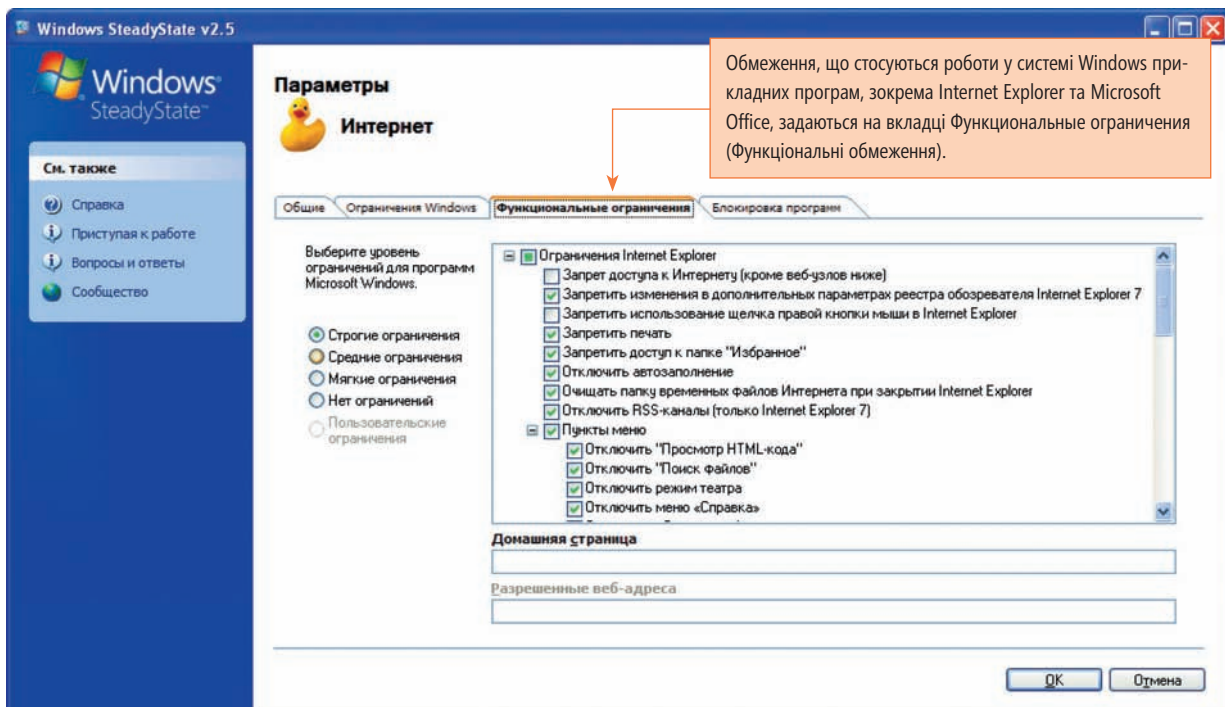 Windows SteadyState v2.5
Windows
SteadyState™
См. также
Справка
Приступая к работе
Вопросы и ответы
Сообщество
Параметры
Интернет
Обмеження, що стосуються роботи у системі Windows при-
кладних програм, зокрема Internet Explorer та Microsoft
Office, задаються на вкладці Функциональные ограничения
(Функціональні обмеження).
Общие
Ограничения Windows
Функциональные ограничения
Блокировка программ
Выберите уровень
ограничений для программ
Microsoft Windows.
Строгие ограничения
Средние ограничения
Мягкие ограничения
Нет ограничений
Пользовательские
ограничения
Ограничения Internet Explorer
Запрет доступа к Интернету (кроме веб-узлов ниже)
Запретить изменения в дополнительных параметрах реестра обозревателя Internet Explorer 7
Запретить использование щелчка правой кнопки мыши в Internet Explorer
Запретить печать
Запретить доступ к папке "Избранное"
Отключить автозаполнение
Очищать папку временных файлов Интернета при закрытии Internet Explorer
Отключить RSS-каналы (только Internet Explorer 7)
Пункты меню
Отключить "Просмотр HTML-кода"
Отключить "Поиск файлов"
Отключить режим театра
Отключить меню «Справка»
Домашняя страница
Разрешенные веб-адреса
OK
Отмена